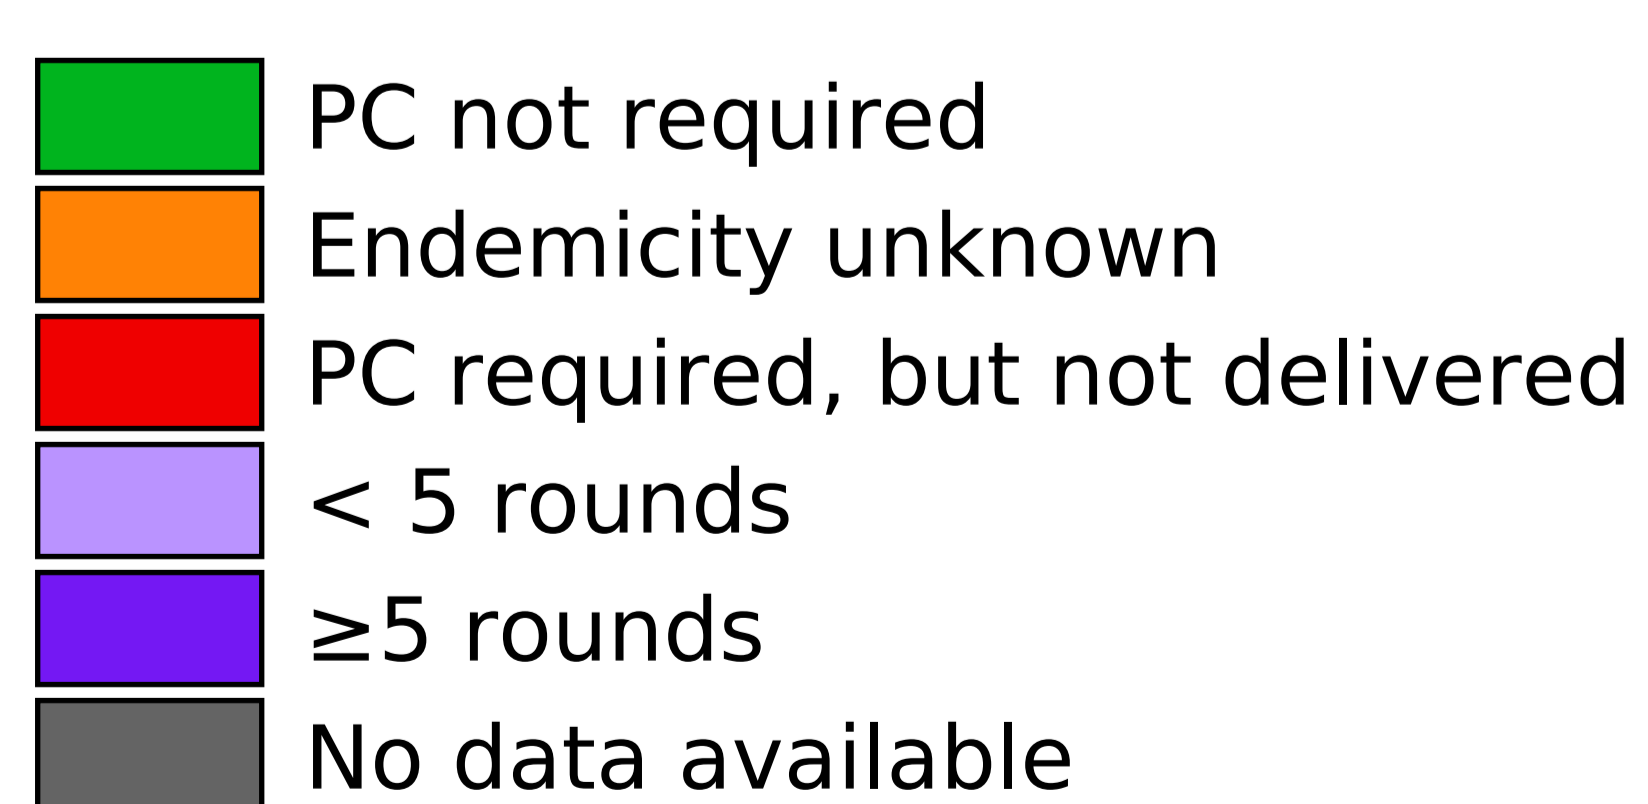 PC not required
Endemicity unknown
PC required, but not delivered
< 5 rounds
≥5 rounds
No data available